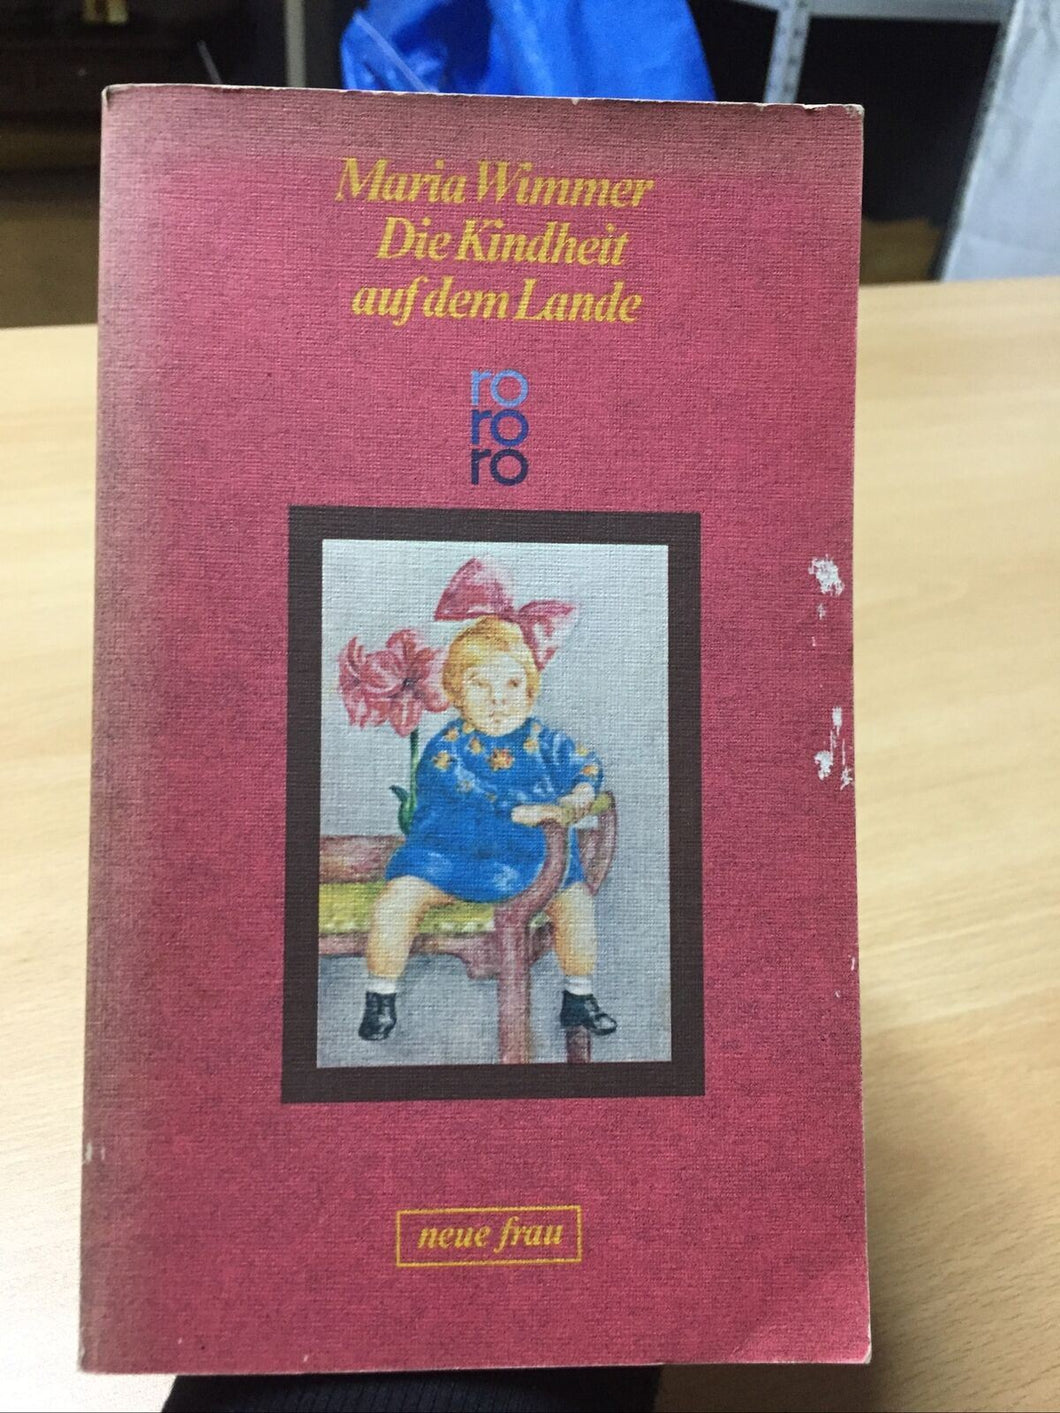 Maria Wimmer
Die Kindheit
auf dem Lande
ro
ro
ro
neue frau